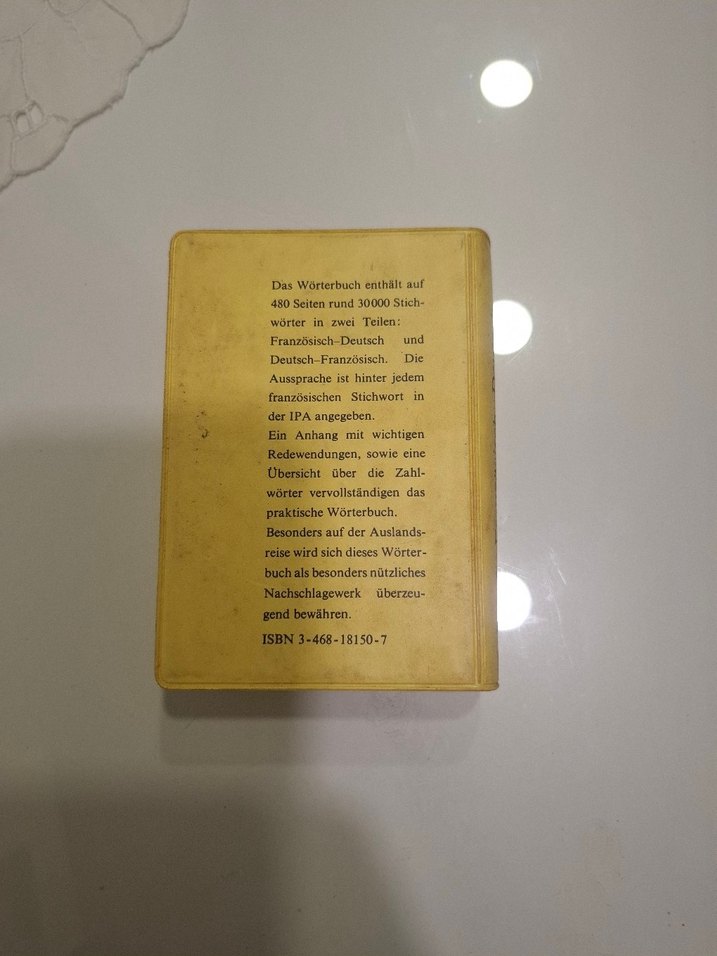 Das Wörterbuch enthält auf
480 Seiten rund 30000 Stich-
wörter in zwei Teilen:
Französisch–Deutsch und
Deutsch–Französisch. Die
Aussprache ist hinter jedem
französischen Stichwort in
der IPA angegeben.
Ein Anhang mit wichtigen
Redewendungen, sowie eine
Übersicht über die Zahl-
wörter vervollständigen das
praktische Wörterbuch.
Besonders auf der Auslands-
reise wird sich dieses Wörter-
buch als besonders nützliches
Nachschlagewerk überzeu-
gend bewähren.
ISBN 3-468-18150-7